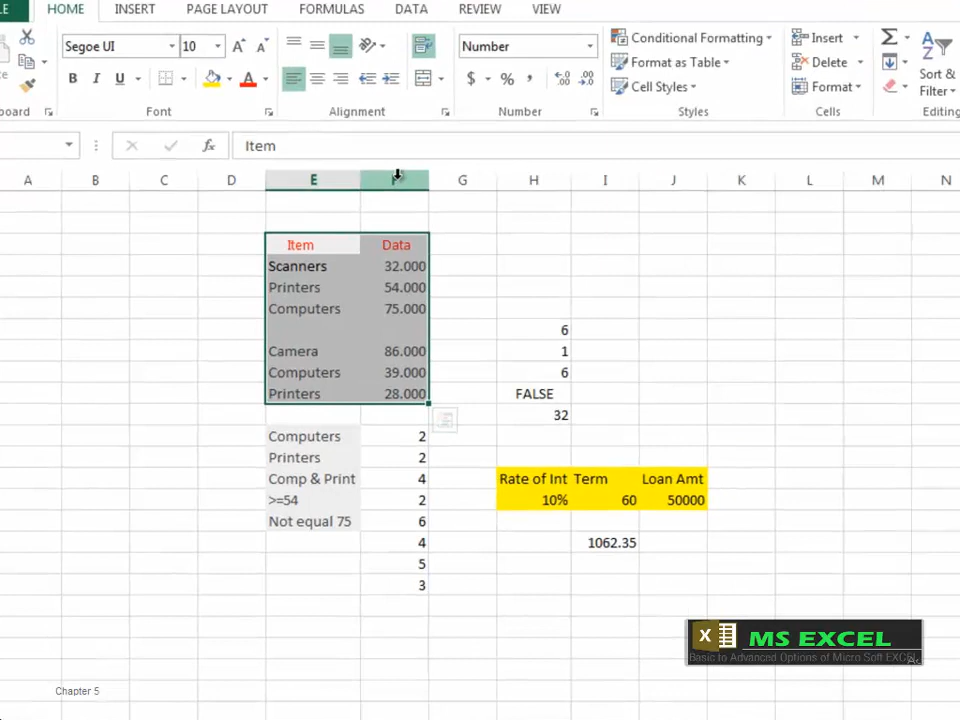 HOME INSERT PAGE LAYOUT FORMULAS DATA REVIEW VIEW
Segoe UI 10 Number Conditional Formatting Insert
B I U $ % , Format as Table Delete Sort &
Cell Styles Format Filter
Font Alignment Number Styles Cells Editing
fx Item
A B C D E G H I J K L M N
Item Data
Scanners 32.000
Printers 54.000
Computers 75.000
6
Camera 86.000 1
Computers 39.000 6
Printers 28.000 FALSE
32
Computers 2
Printers 2
Comp & Print 4 Rate of Int Term Loan Amt
>=54 2 10% 60 50000
Not equal 75 6
4 1062.35
5
3
X MS EXCEL
Basic to Advanced Options of Micro Soft EXCEL
Chapter 5